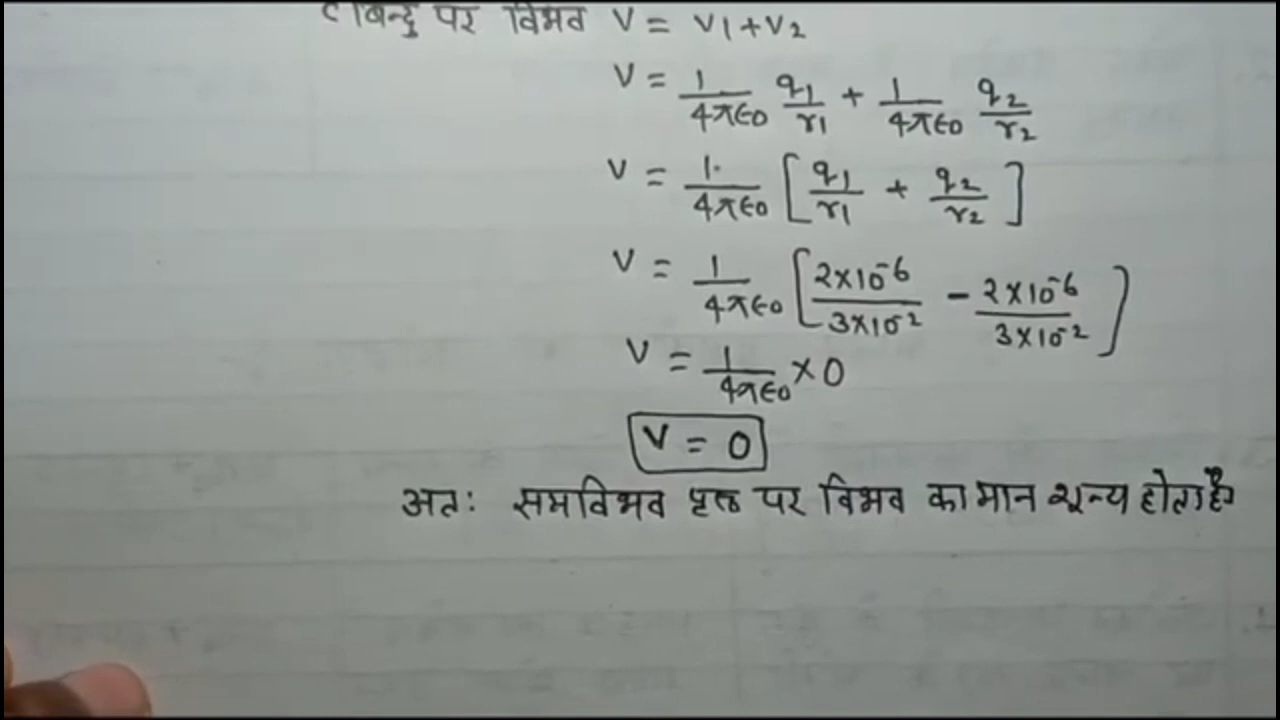 C बिन्दु पर विभव V = V₁+V₂
V = 1/4πϵ0 q₁/r₁ + 1/4πϵ0 q₂/r₂
V = 1/4πϵ0 [q₁/r₁ + q₂/r₂]
V = 1/4πϵ0 [2×10⁻⁶/3×10⁻² - 2×10⁻⁶/3×10⁻²]
V = 1/4πϵ0 ×0
V = 0
अतः समविभव पृष्ठ पर विभव का मान शून्य होता है।